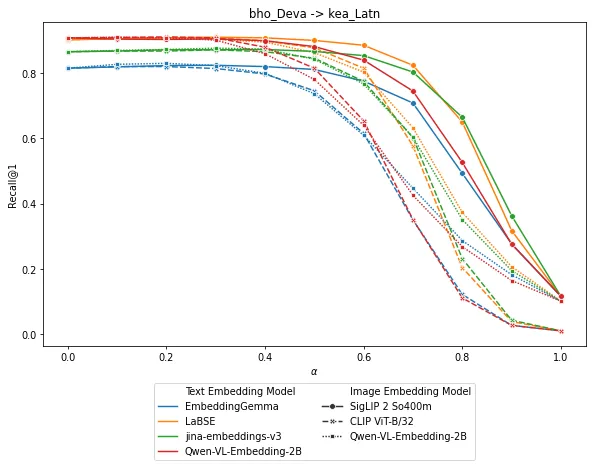 bho_Deva -> kea_Latn
Recall@1
0.8
0.6
0.4
0.2
0.0
0.0 0.2 0.4 0.6 0.8 1.0
α
Text Embedding Model Image Embedding Model
EmbeddingGemma SigLIP 2 So400m
LaBSE CLIP ViT-B/32
jina-embeddings-v3 Qwen-VL-Embedding-2B
Qwen-VL-Embedding-2B